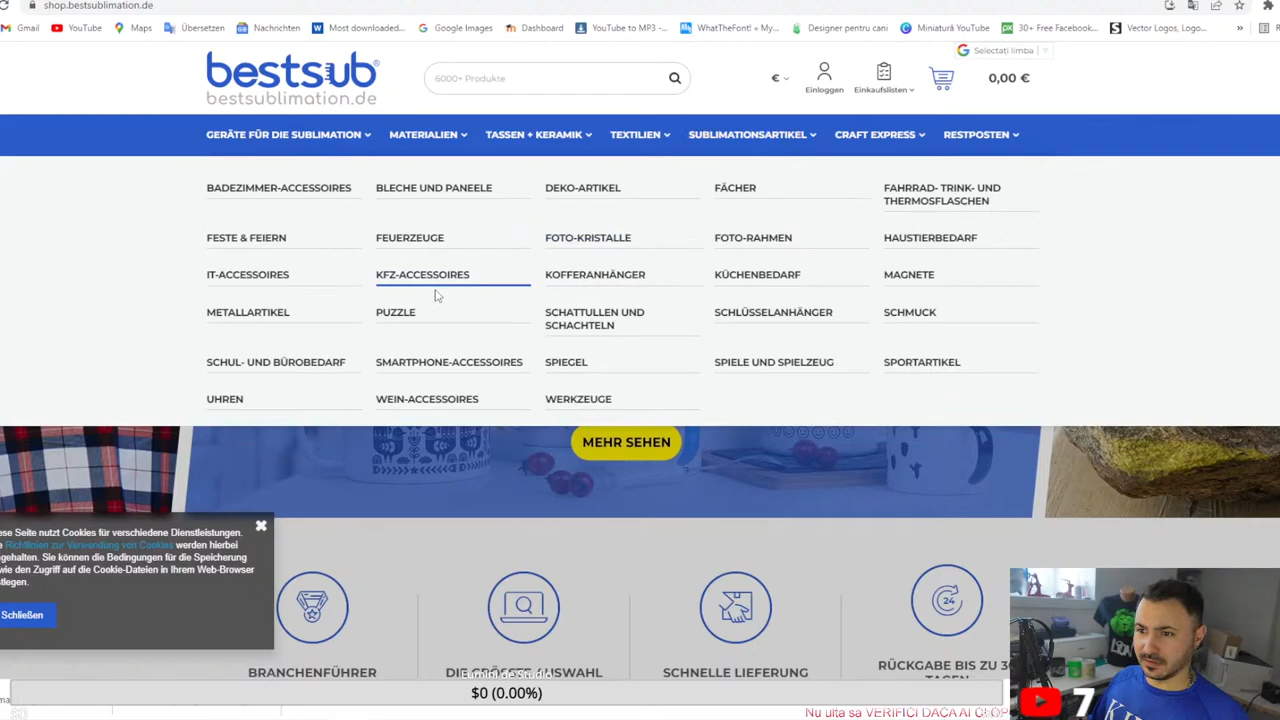 shop.bestsublimation.de
Gmail YouTube Maps Übersetzen Nachrichten Most downloaded... Google Images Dashboard YouTube to MP3 -... WhatTheFont! « My... Designer pentru cani Miniatură YouTube 30+ Free Facebook... Vector Logos, Logo... »
Selectați limba
bestsub
bestsublimation.de
6000+ Produkte
€
Einloggen
Einkaufslisten
0,00 €
GERÄTE FÜR DIE SUBLIMATION MATERIALIEN TASSEN + KERAMIK TEXTILIEN SUBLIMATIONSARTIKEL CRAFT EXPRESS RESTPOSTEN
BADEZIMMER-ACCESSOIRES BLECHE UND PANEELE DEKO-ARTIKEL FÄCHER FAHRRAD- TRINK- UND
THERMOSFLASCHEN
FESTE & FEIERN FEUERZEUGE FOTO-KRISTALLE FOTO-RAHMEN HAUSTIERBEDARF
IT-ACCESSOIRES KFZ-ACCESSOIRES KOFFERANHÄNGER KÜCHENBEDARF MAGNETE
METALLARTIKEL PUZZLE SCHATTULLEN UND SCHLÜSSELANHÄNGER SCHMUCK
SCHACHTELN
SCHUL- UND BÜROBEDARF SMARTPHONE-ACCESSOIRES SPIEGEL SPIELE UND SPIELZEUG SPORTARTIKEL
UHREN WEIN-ACCESSOIRES WERKZEUGE
MEHR SEHEN
ese Seite nutzt Cookies für verschiedene Dienstleistungen.
e Richtlinien zur Verwendung von Cookies werden hierbei
ngehalten. Sie können die Bedingungen für die Speicherung
wie den Zugriff auf die Cookie-Dateien in Ihrem Web-Browser
stlegen.
Schließen
24
BRANCHENFÜHRER DIE GRÖSSTE AUSWAHL SCHNELLE LIEFERUNG RÜCKGABE BIS ZU 30
TAGEN
$0 (0.00%)
7
Nu uita sa VERIFICI DACA AI